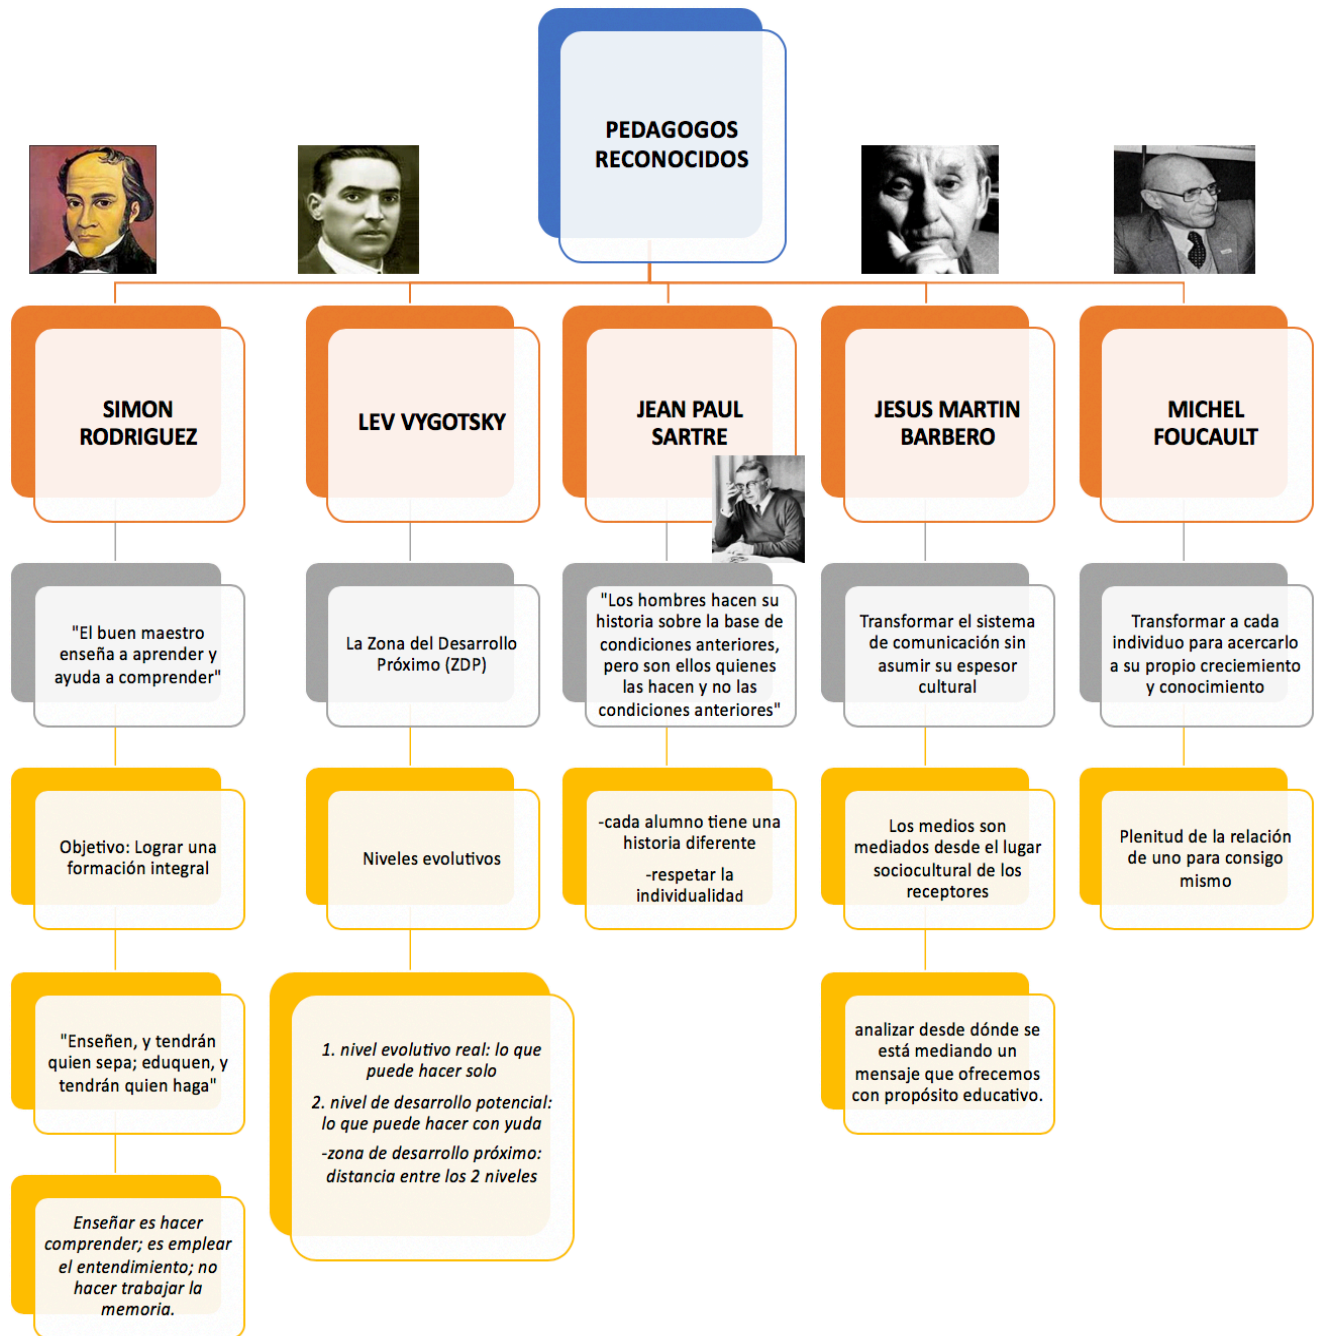 PEDAGOGOS
RECONOCIDOS
SIMON
RODRIGUEZ
LEV VYGOTSKY
JEAN PAUL
SARTRE
JESUS MARTIN
BARBERO
MICHEL
FOUCAULT
"El buen maestro
enseña a aprender y
ayuda a comprender"
La Zona del Desarrollo
Próximo (ZDP)
"Los hombres hacen su
historia sobre la base de
condiciones anteriores,
pero son ellos quienes
las hacen y no las
condiciones anteriores"
Transformar el sistema
de comunicación sin
asumir su espesor
cultural
Transformar a cada
individuo para acercarlo
a su propio creciemiento
y conocimiento
Objetivo: Lograr una
formación integral
Niveles evolutivos
-cada alumno tiene una
historia diferente
-respetar la
individualidad
Los medios son
mediados desde el lugar
sociocultural de los
receptores
Plenitud de la relación
de uno para consigo
mismo
"Enseñen, y tendrán
quien sepa; eduquen, y
tendrán quien haga"
1. nivel evolutivo real: lo que
puede hacer solo
2. nivel de desarrollo potencial:
lo que puede hacer con yuda
-zona de desarrollo próximo:
distancia entre los 2 niveles
analizar desde dónde se
está mediando un
mensaje que ofrecemos
con propósito educativo.
Enseñar es hacer
comprender; es emplear
el entendimiento; no
hacer trabajar la
memoria.